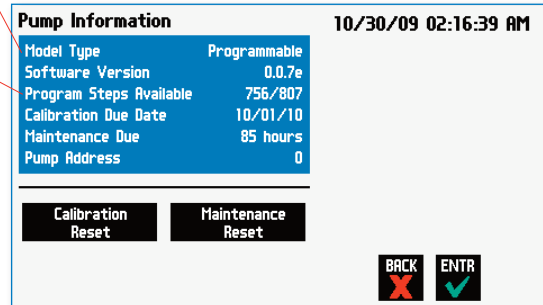 Pump Information 10/30/09 02:16:39 AM
Model Type Programmable
Software Version 0.0.7e
Program Steps Available 756/807
Calibration Due Date 10/01/10
Maintenance Due 85 hours
Pump Address 0
Calibration Reset
Maintenance Reset
BACK
ENTR